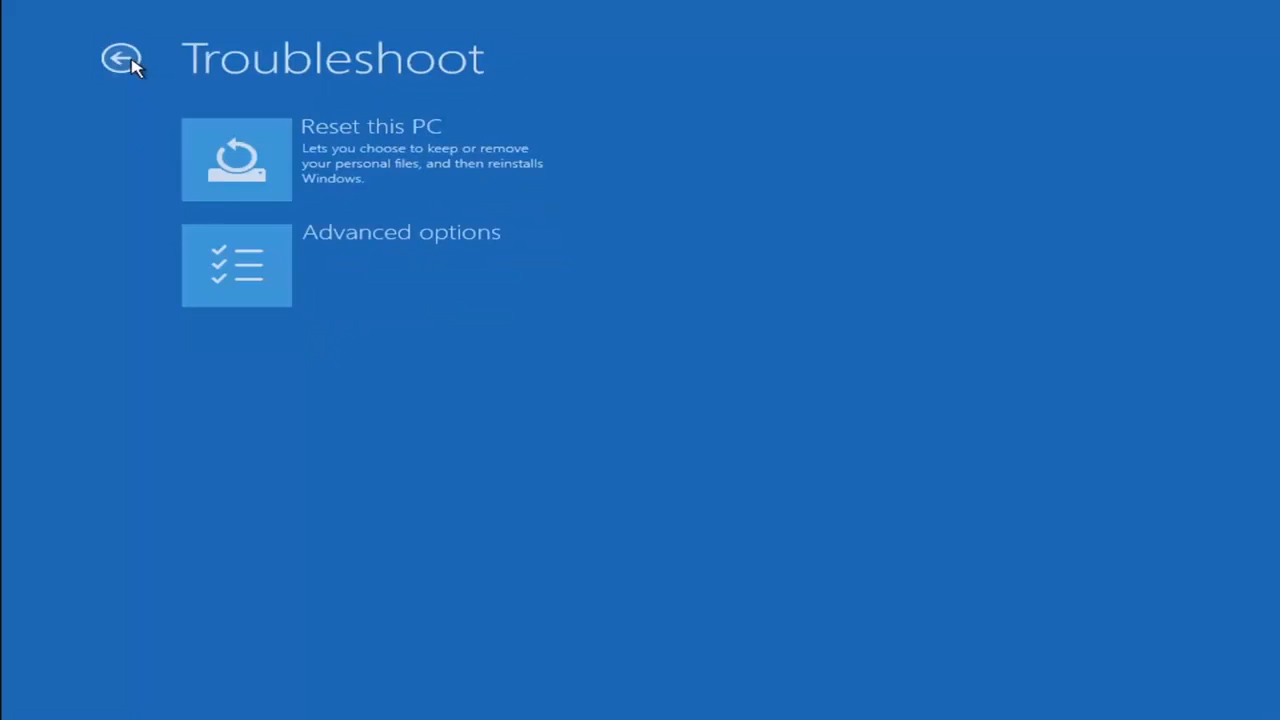 Troubleshoot
Reset this PC
Lets you choose to keep or remove
your personal files, and then reinstalls
Windows.
Advanced options